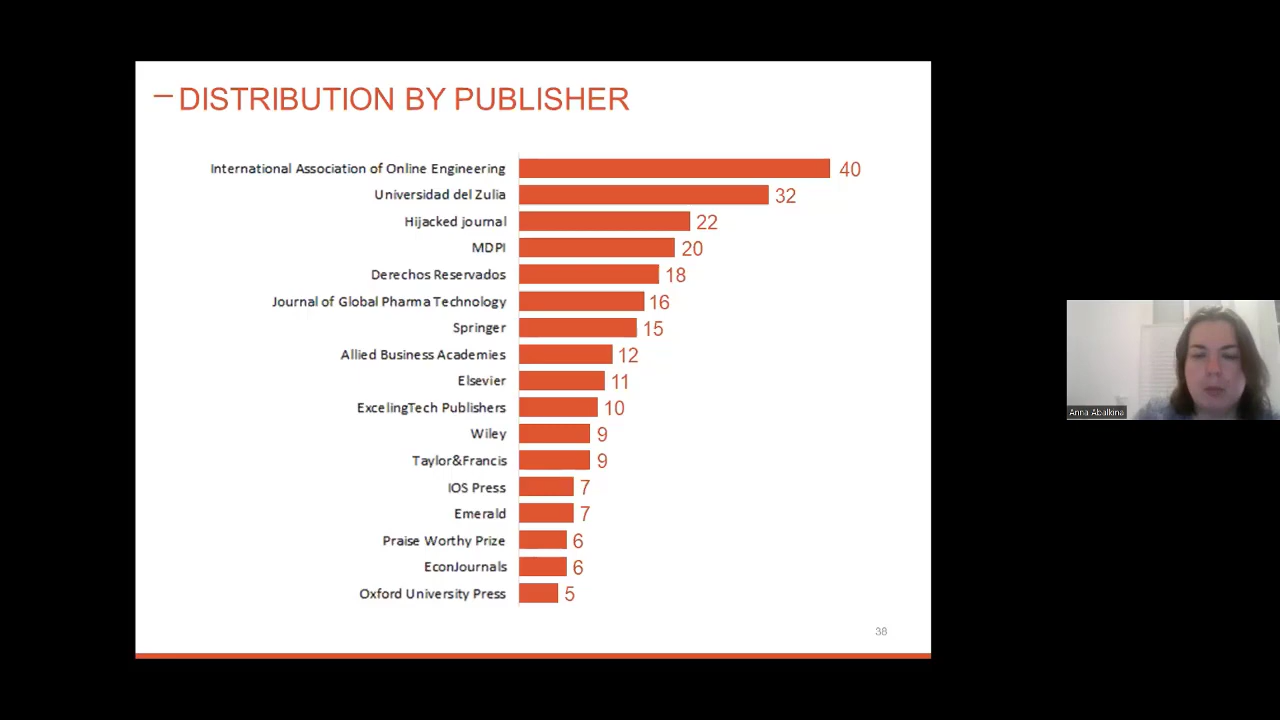 – DISTRIBUTION BY PUBLISHER
International Association of Online Engineering 40
Universidad del Zulia 32
Hijacked journal 22
MDPI 20
Derechos Reservados 18
Journal of Global Pharma Technology 16
Springer 15
Allied Business Academies 12
Elsevier 11
ExcelingTech Publishers 10
Wiley 9
Taylor&Francis 9
IOS Press 7
Emerald 7
Praise Worthy Prize 6
EconJournals 6
Oxford University Press 5
38
Anna Abalkina